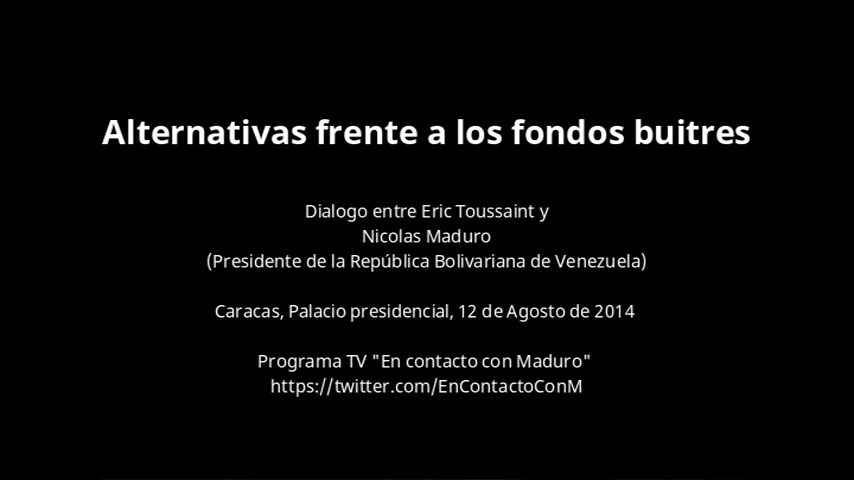 Alternativas frente a los fondos buitres
Dialogo entre Eric Toussaint y
Nicolas Maduro
(Presidente de la República Bolivariana de Venezuela)
Caracas, Palacio presidencial, 12 de Agosto de 2014
Programa TV "En contacto con Maduro"
https://twitter.com/EnContactoConM